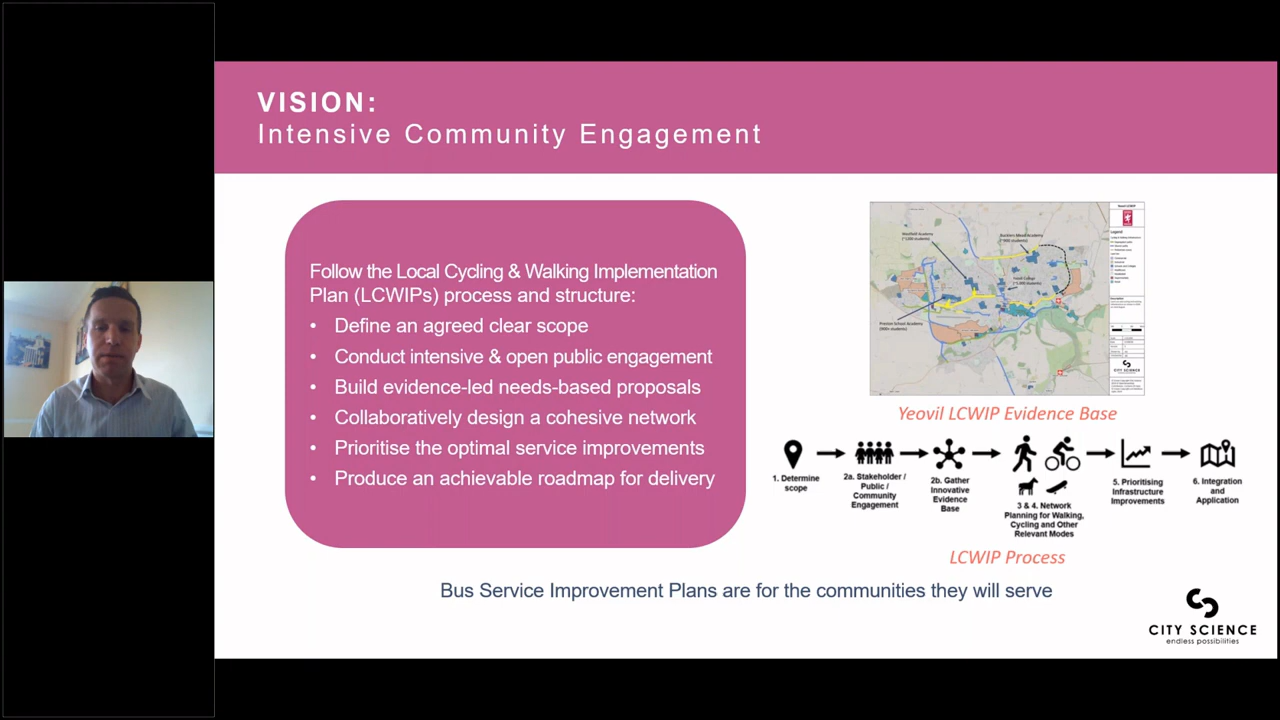 VISION:
Intensive Community Engagement
Follow the Local Cycling & Walking Implementation
Plan (LCWIPs) process and structure:
• Define an agreed clear scope
• Conduct intensive & open public engagement
• Build evidence-led needs-based proposals
• Collaboratively design a cohesive network
• Prioritise the optimal service improvements
• Produce an achievable roadmap for delivery
Yeovil LCWIP
Legend
CITY SCIENCE
Yeovil LCWIP Evidence Base
1. Determine
scope
2a. Stakeholder /
Public /
Community
Engagement
2b. Gather
Innovative
Evidence
Base
3 & 4. Network
Planning for Walking,
Cycling and Other
Relevant Modes
5. Prioritising
Infrastructure
Improvements
6. Integration
and
Application
LCWIP Process
Bus Service Improvement Plans are for the communities they will serve
CITY SCIENCE
endless possibilities